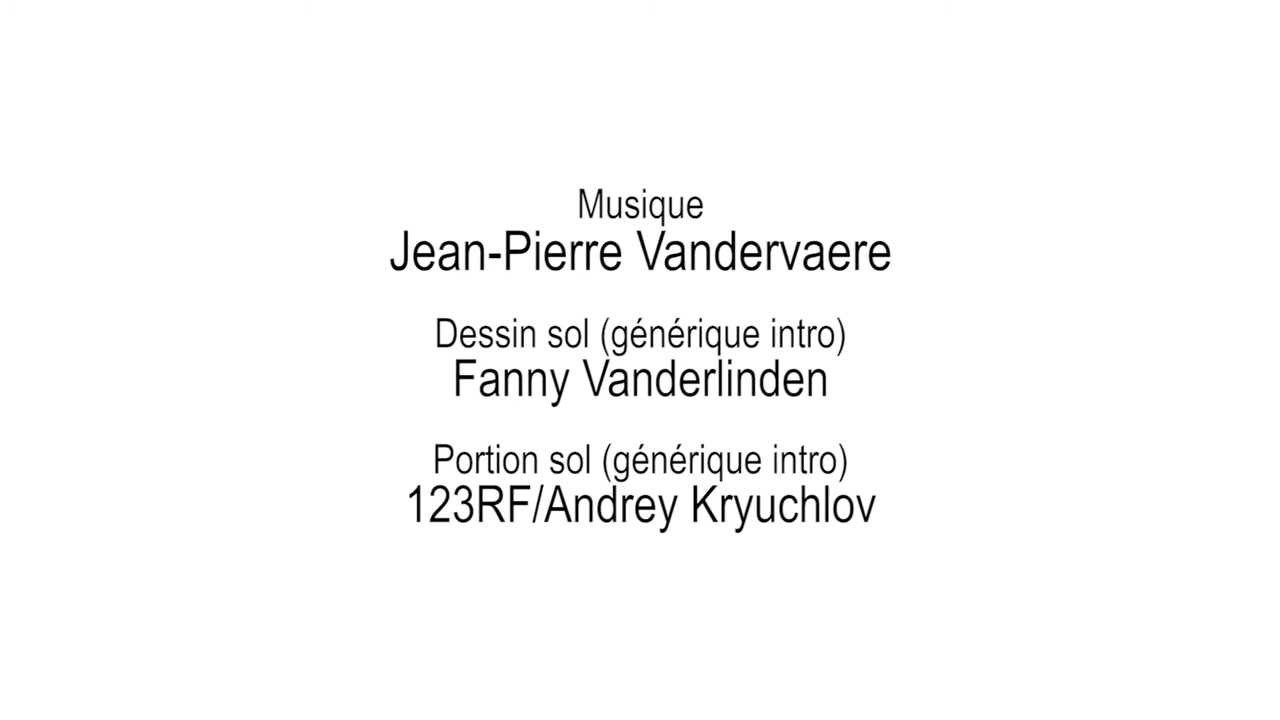 Musique
Jean-Pierre Vandervaere
Dessin sol (générique intro)
Fanny Vanderlinden
Portion sol (générique intro)
123RF/Andrey Kryuchlov